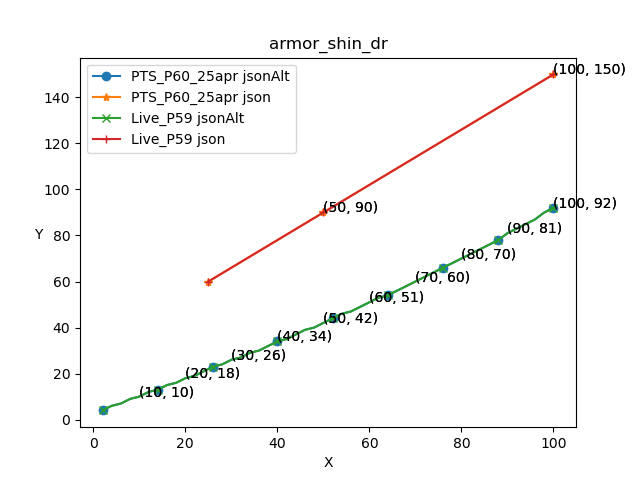 armor_shin_dr
PTS_P60_25apr jsonAlt
PTS_P60_25apr json
Live_P59 jsonAlt
Live_P59 json
(100, 150)
(50, 90)
(100, 92)
(90, 81)
(80, 70)
(70, 60)
(60, 51)
(50, 42)
(40, 34)
(30, 26)
(20, 18)
(10, 10)
140
120
100
80
60
40
20
0
Y
0 20 40 60 80 100
X